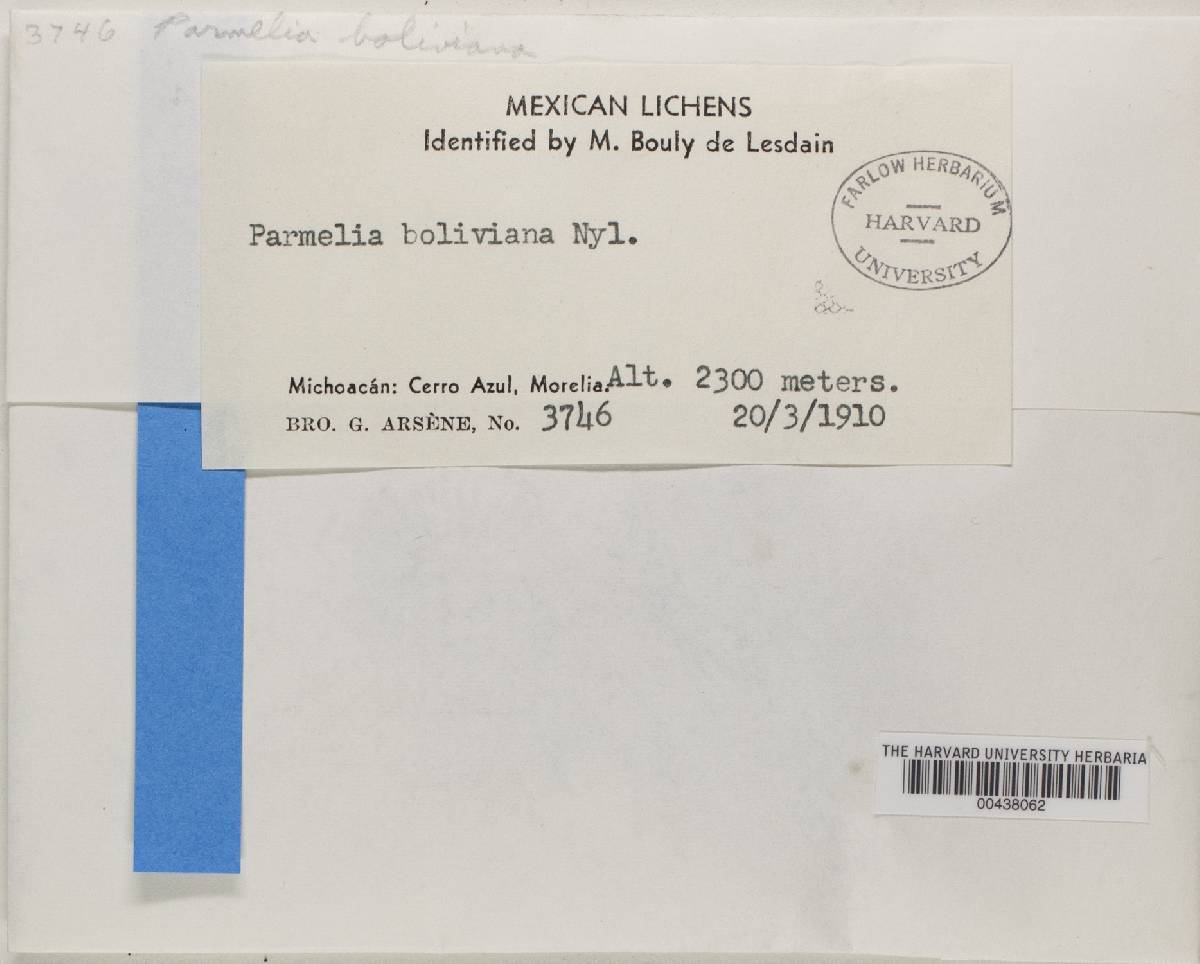 3746 Parmelia boliviana
MEXICAN LICHENS
Identified by M. Bouly de Lesdain
FARLOW HERBARIUM
HARVARD
UNIVERSITY
Parmelia boliviana Nyl.
Michoacán: Cerro Azul, Morelia. Alt. 2300 meters.
BRO. G. ARSÈNE, No. 3746 20/3/1910
THE HARVARD UNIVERSITY HERBARIA
00438062